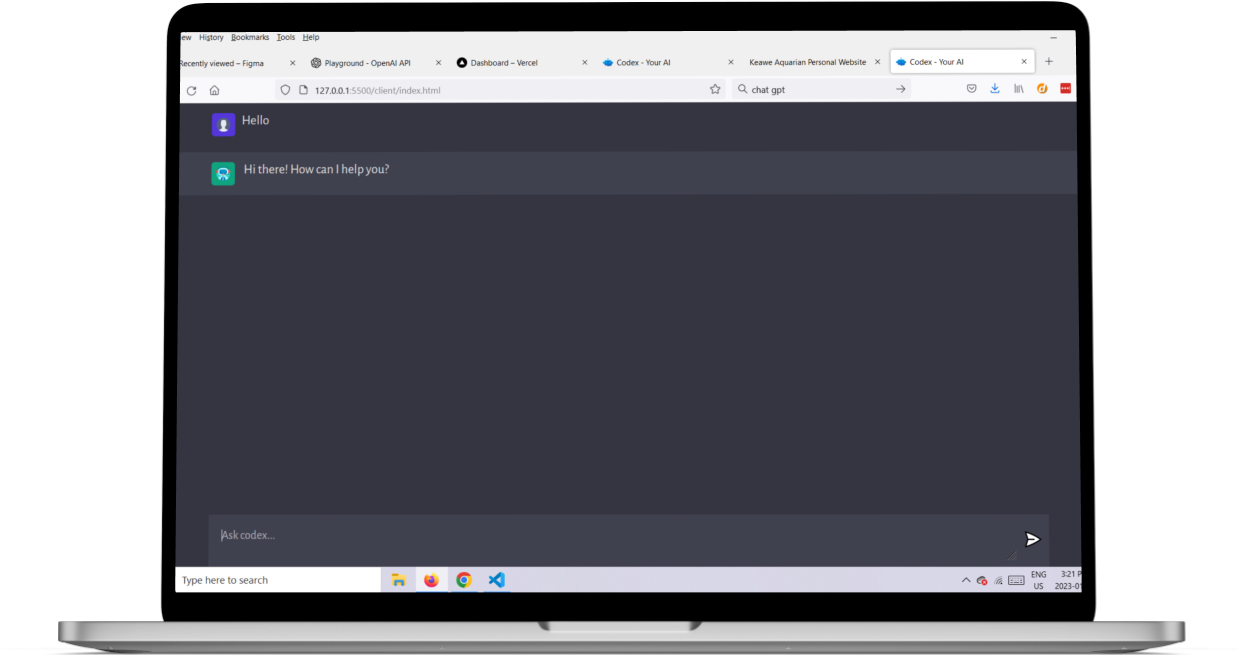 ew History Bookmarks Tools Help
Recently viewed – Figma Playground - OpenAI API Dashboard – Vercel Codex - Your AI Keawe Aquarian Personal Website Codex - Your AI
127.0.0.1:5500/client/index.html chat gpt
Hello
Hi there! How can I help you?
Ask codex...
Type here to search
ENG 3:21 P
US 2023-01